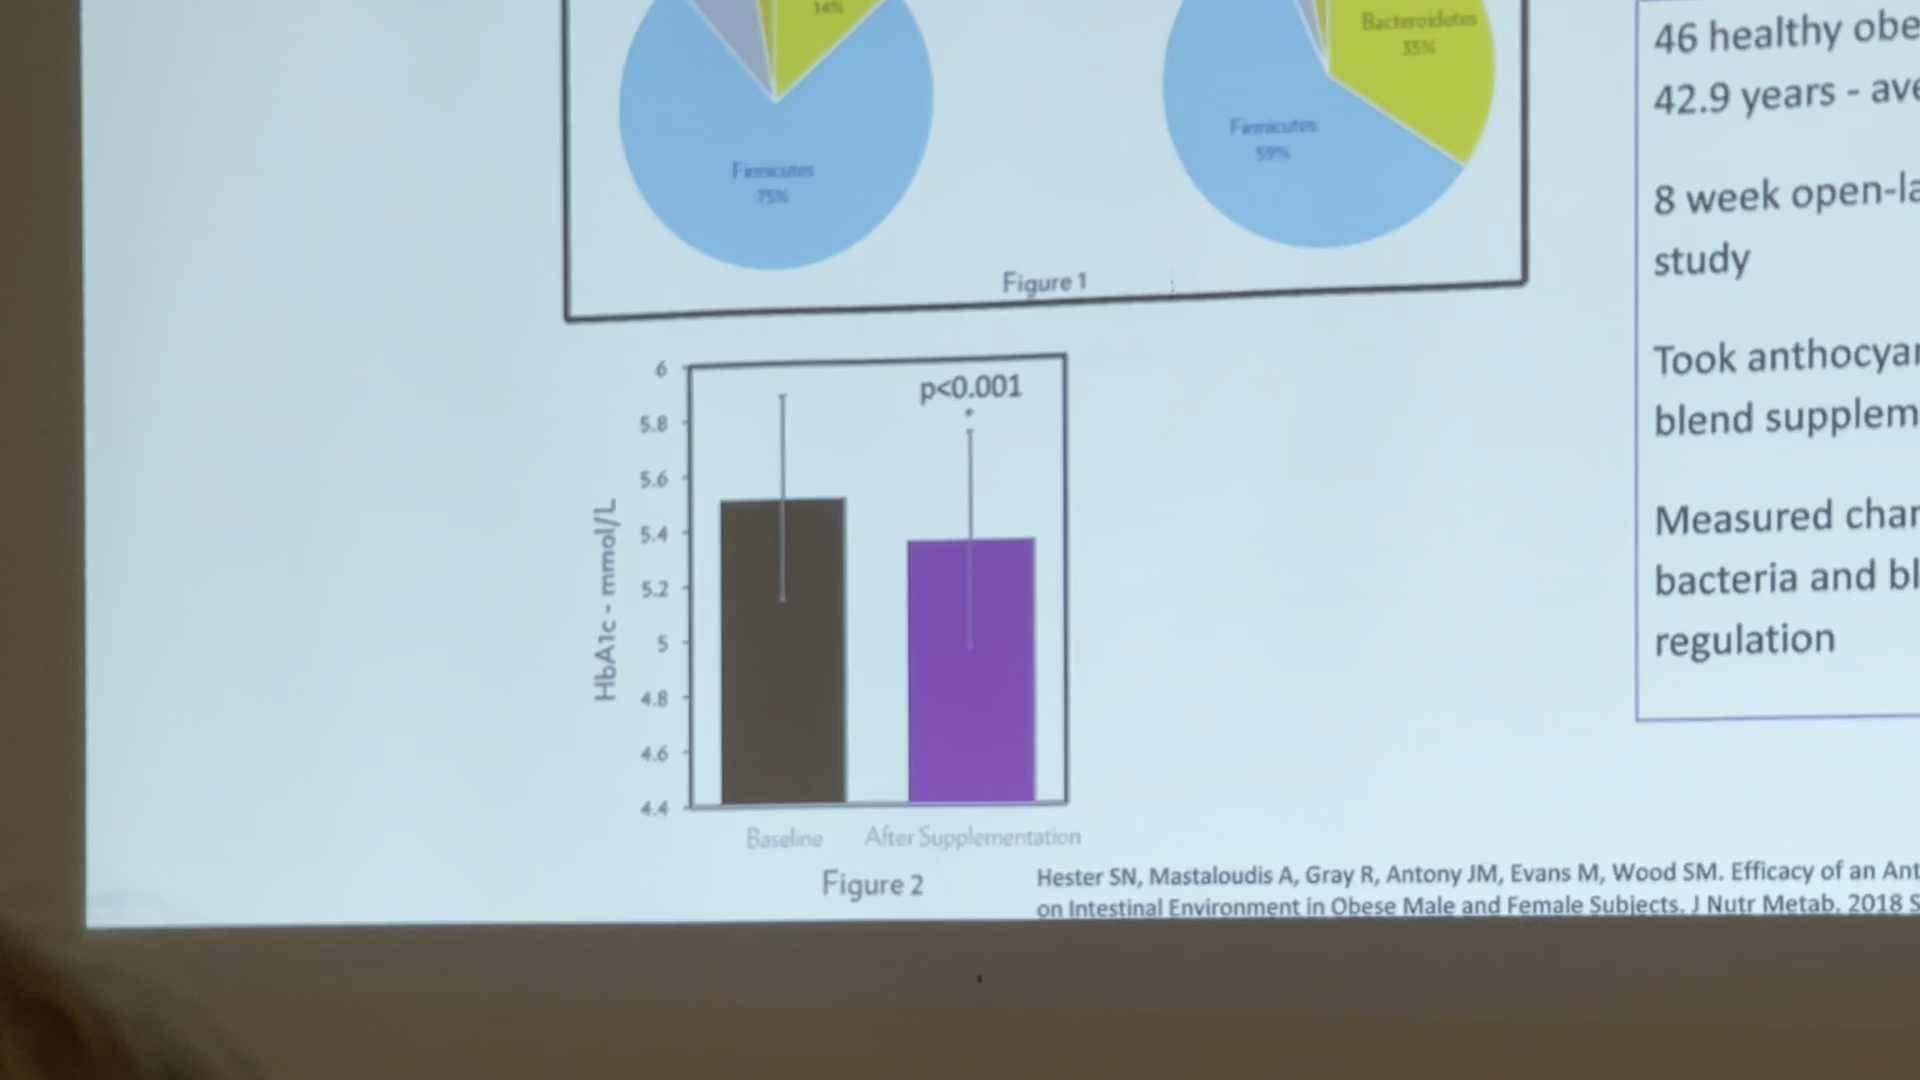 14%
Bacteroidetes
35%
Firmicutes
59%
Firmicutes
75%
Figure 1
46 healthy obe
42.9 years - ave
8 week open-la
study
Took anthocyan
blend supplem
Measured chan
bacteria and bl
regulation
6
5.8
5.6
5.4
5.2
5
4.8
4.6
4.4
HbA1c - mmol/L
p<0.001
*
Baseline
After Supplementation
Figure 2
Hester SN, Mastaloudis A, Gray R, Antony JM, Evans M, Wood SM. Efficacy of an Ant
on Intestinal Environment in Obese Male and Female Subjects. J Nutr Metab. 2018 S